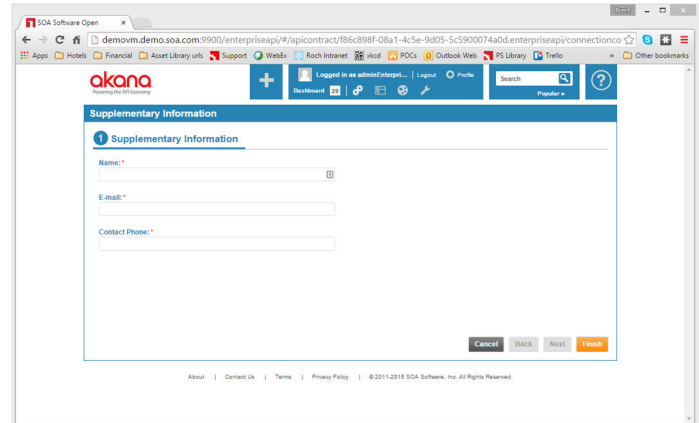 SOA Software Open
demovm.demo.soa.com:9900/enterpriseapi/#/apicontract/f86c898f-08a1-4c5e-9d05-5c5900074a0d.enterpriseapi/connectionco
Apps Hotels Financial Asset Library urls Support WebEx Roch Intranet xkcd POCs Outlook Web PS Library Trello » Other bookmarks
akana
Powering the API Economy
Logged in as adminEnterpri... | Logout Profile
Dashboard 29
Search
Popular
Supplementary Information
1 Supplementary Information
Name:*
E-mail:*
Contact Phone:*
Cancel Back Next Finish
About | Contact Us | Terms | Privacy Policy | © 2011-2015 SOA Software, Inc. All Rights Reserved.